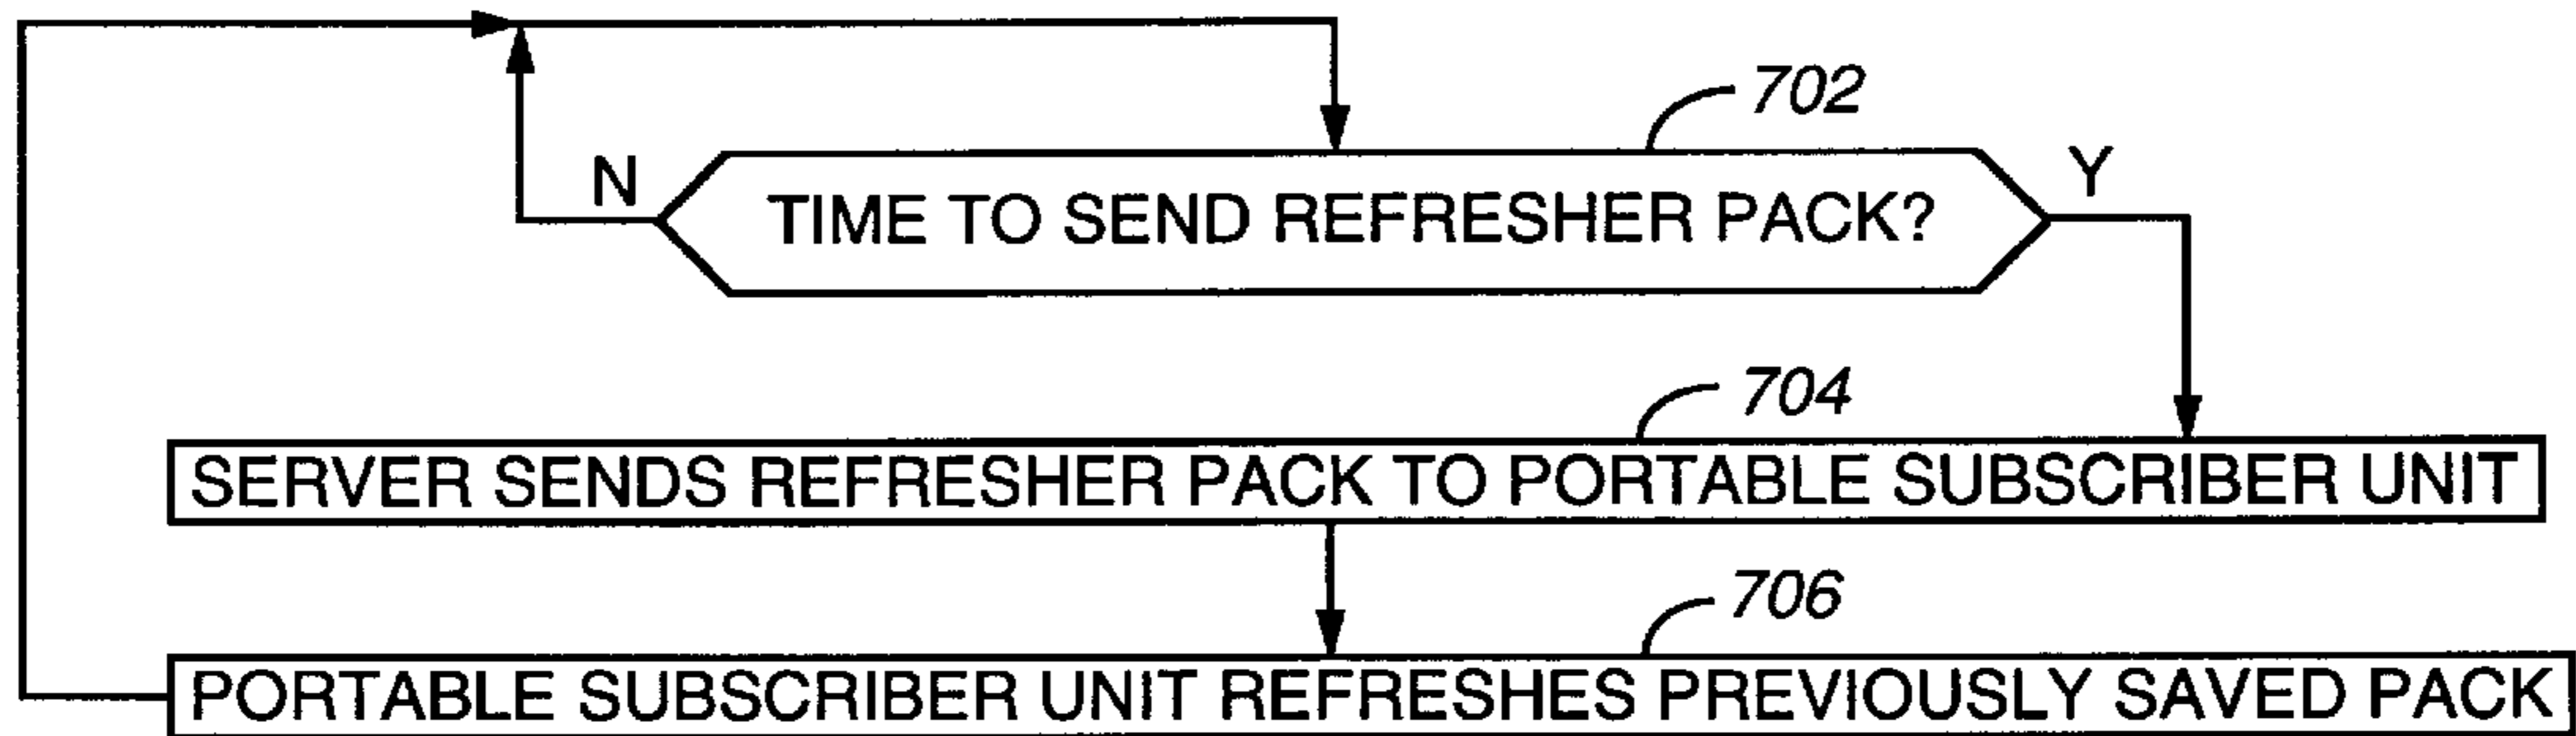 702
N
TIME TO SEND REFRESHER PACK?
Y
704
SERVER SENDS REFRESHER PACK TO PORTABLE SUBSCRIBER UNIT
706
PORTABLE SUBSCRIBER UNIT REFRESHES PREVIOUSLY SAVED PACK